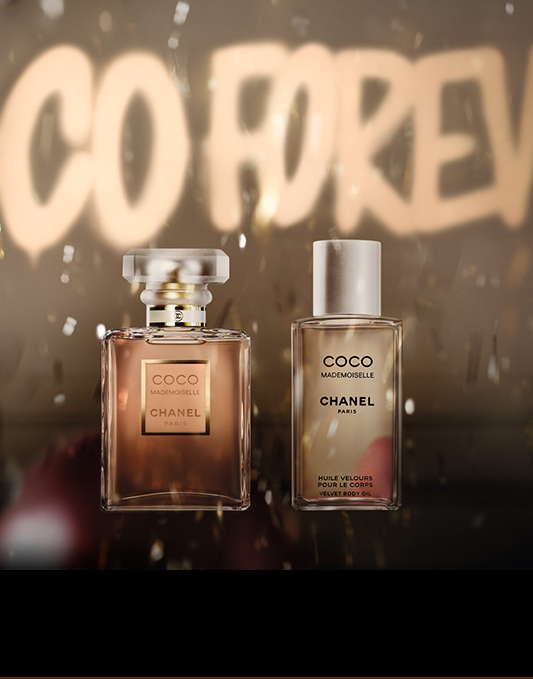 CO FOREV
COCO
MADEMOISELLE
CHANEL
PARIS
COCO
MADEMOISELLE
CHANEL
PARIS
HUILE VELOURS
POUR LE CORPS
VELVET BODY OIL